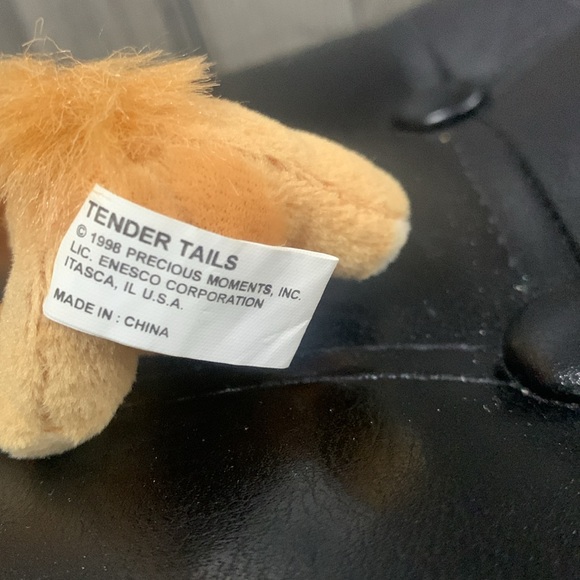 TENDER TAILS
© 1998 PRECIOUS MOMENTS, INC.
LIC. ENESCO CORPORATION
ITASCA, IL U.S.A.
MADE IN : CHINA